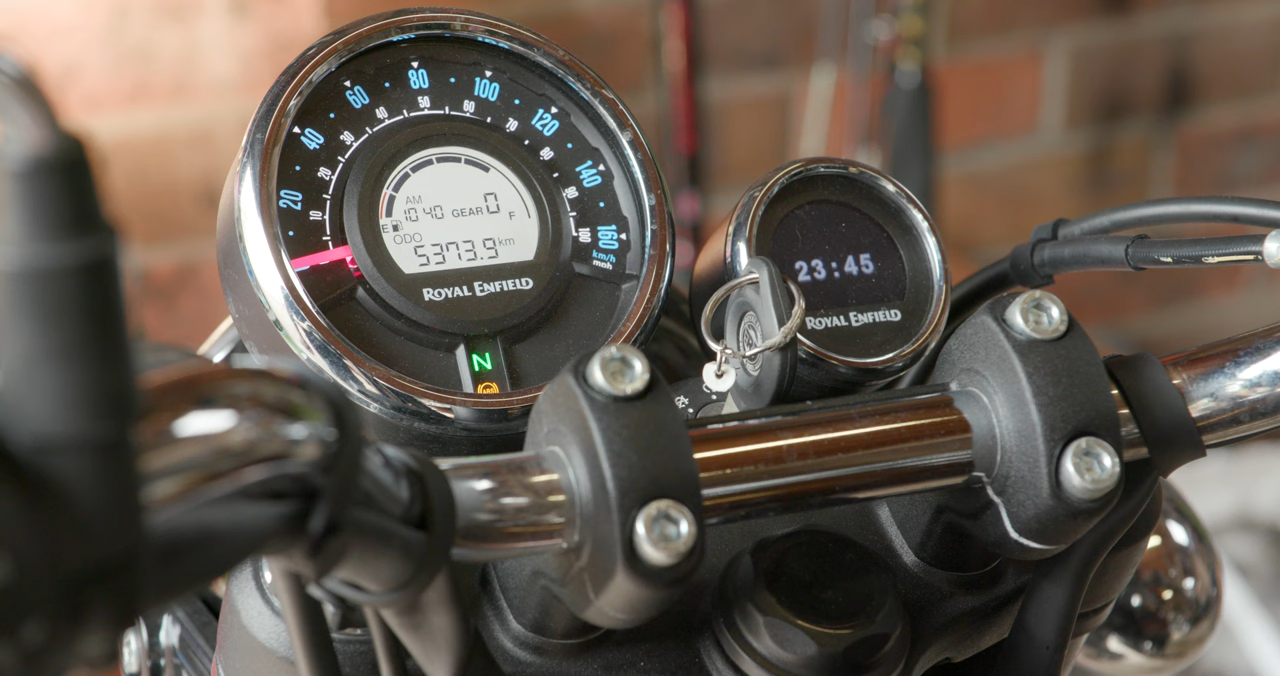 20 40 60 80 100 120 140 160
km/h
mph
10 20 30 40 50 60 70 80 90 100
AM
10 40 GEAR 0
E F
ODO
5373.9 km
ROYAL ENFIELD
N
ABS
23:45
ROYAL ENFIELD